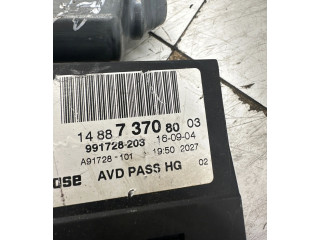 14 88 7 370 80 03
991728-203 16-09-04
A91728-101 19:50 2027
ose AVD PASS HG 02